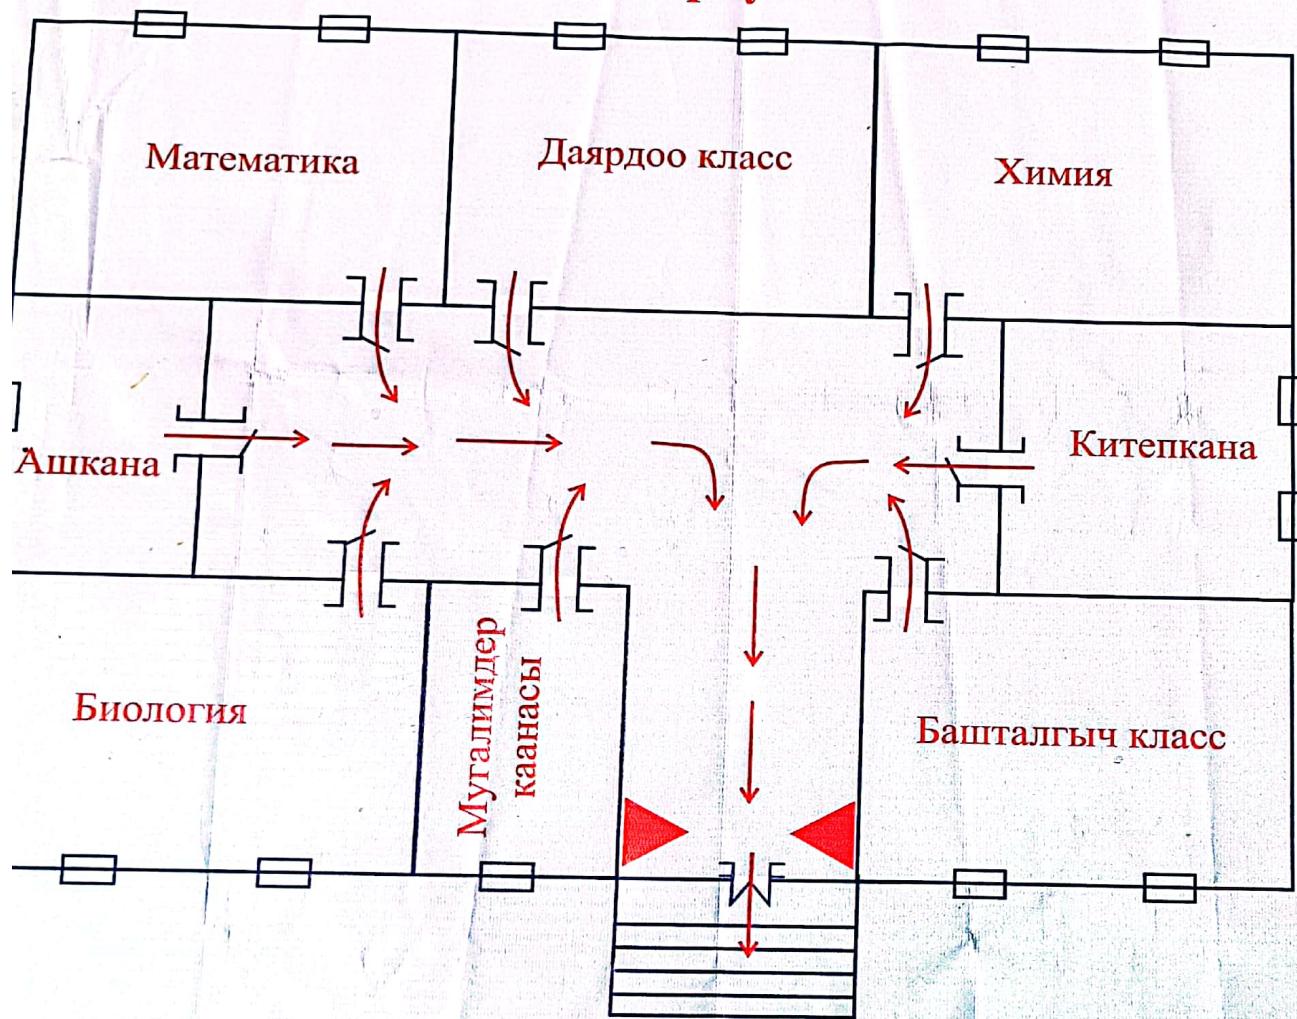 Математика
Даярдоо класс
Химия
Ашкана
Китепкана
Биология
Мугалимдер
каанасы
Башталгыч класс